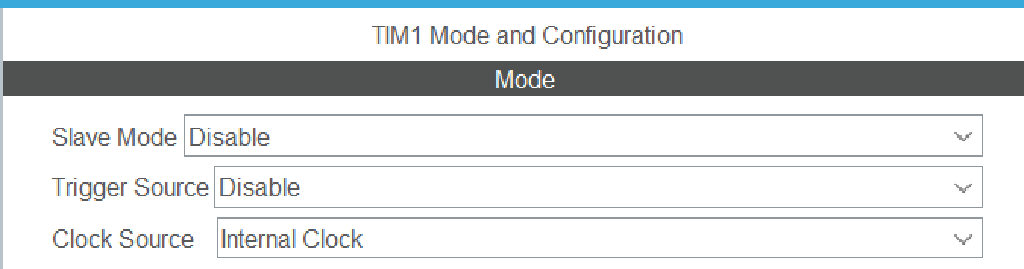 TIM1 Mode and Configuration
Mode
Slave Mode Disable
Trigger Source Disable
Clock Source Internal Clock